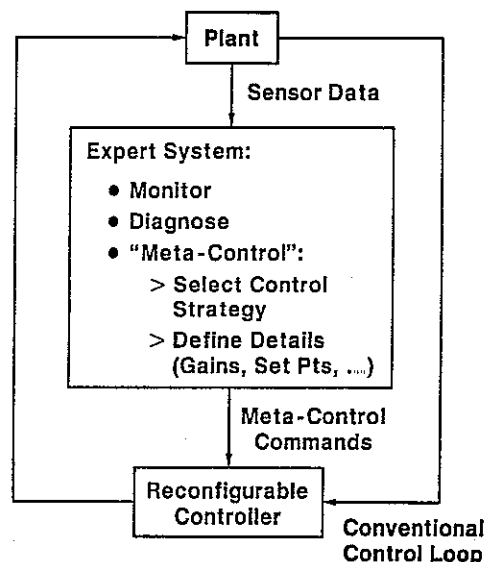 Plant
Sensor Data
Expert System:
● Monitor
● Diagnose
● “Meta-Control”:
> Select Control
Strategy
> Define Details
(Gains, Set Pts, ....)
Meta-Control
Commands
Reconfigurable
Controller
Conventional
Control Loop